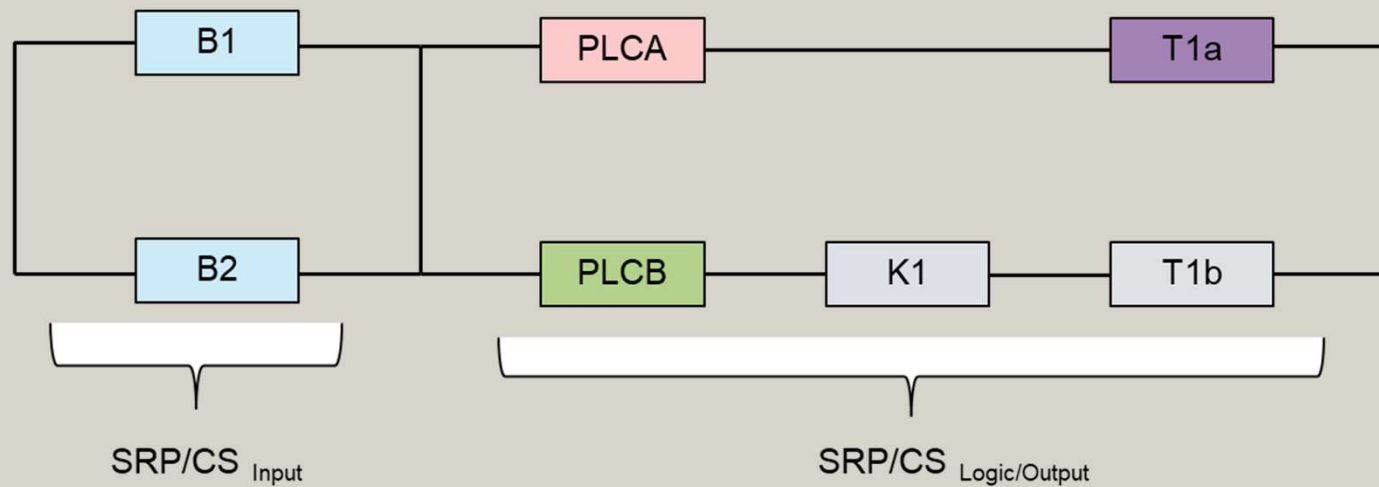 B1 PLCA T1a
B2 PLCB K1 T1b
SRP/CS Input SRP/CS Logic/Output